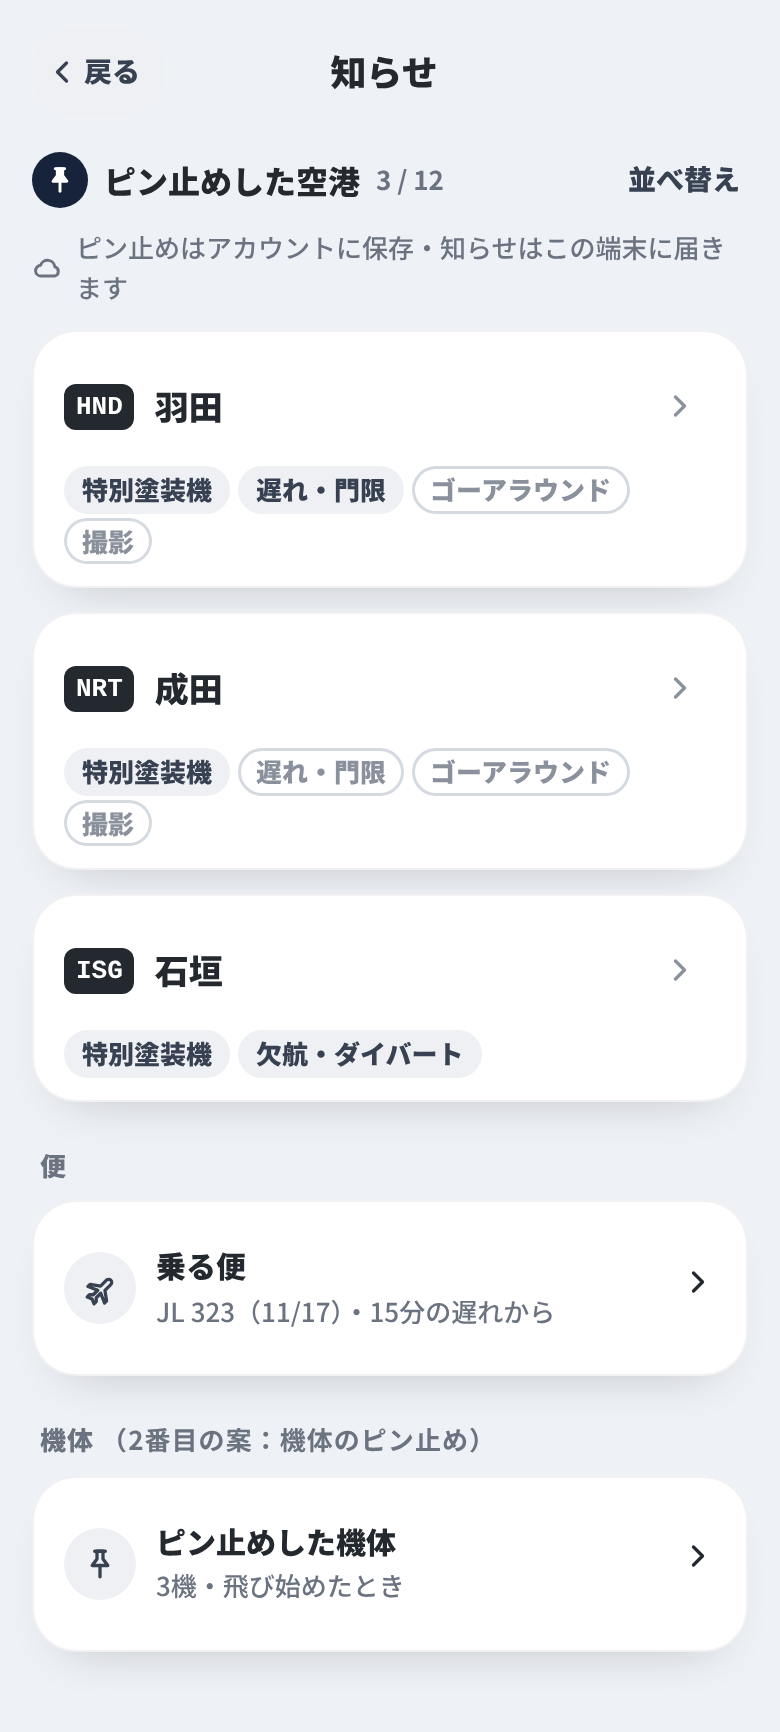 戻る
知らせ
ピン止めした空港 3 / 12
並べ替え
ピン止めはアカウントに保存・知らせはこの端末に届き
ます
HND 羽田
特別塗装機 遅れ・門限 ゴーアラウンド
撮影
NRT 成田
特別塗装機 遅れ・門限 ゴーアラウンド
撮影
ISG 石垣
特別塗装機 欠航・ダイバート
便
乗る便
JL 323（11/17）・15分の遅れから
機体 （2番目の案：機体のピン止め）
ピン止めした機体
3機・飛び始めたとき